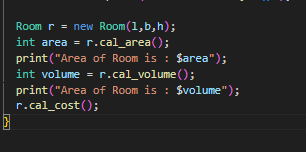 Room r = new Room(l,b,h);
int area = r.cal_area();
print("Area of Room is : $area");
int volume = r.cal_volume();
print("Area of Room is : $volume");
r.cal_cost();
}